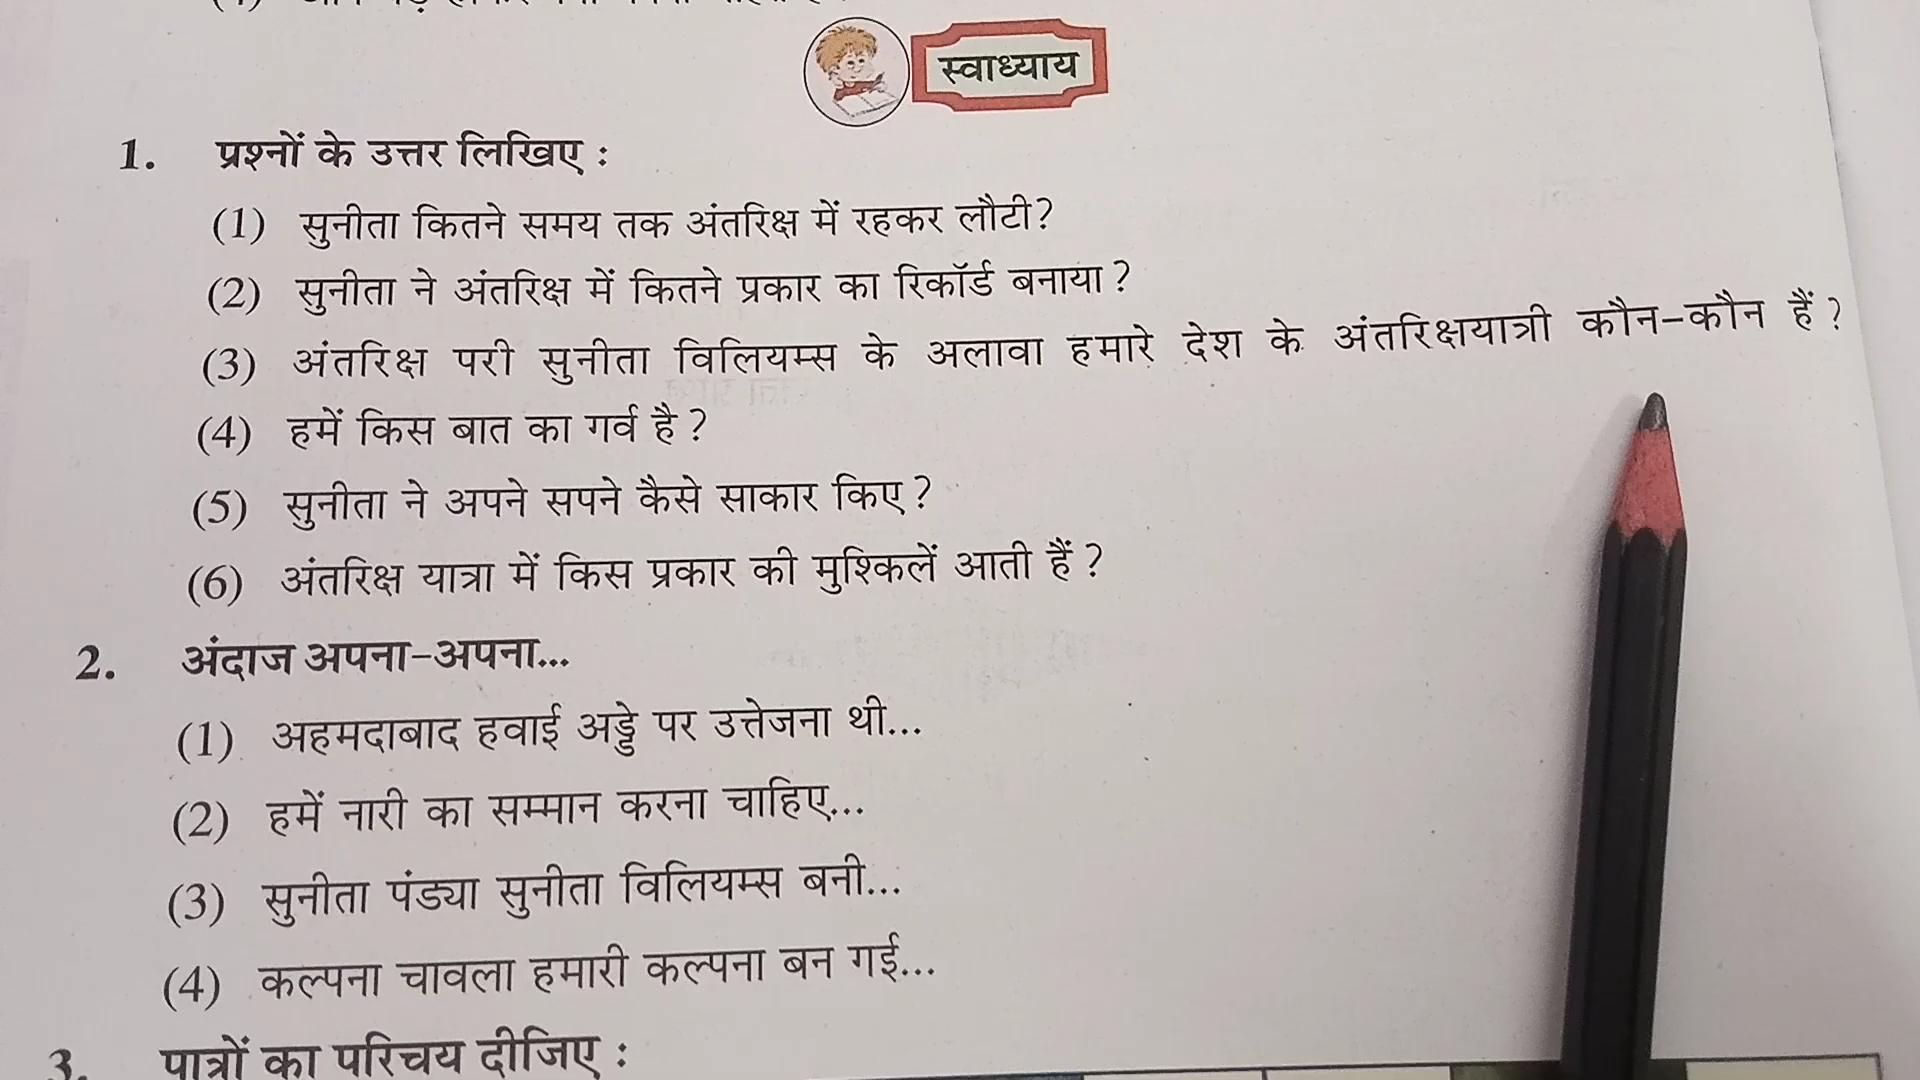 स्वाध्याय
1. प्रश्नों के उत्तर लिखिए :
(1) सुनीता कितने समय तक अंतरिक्ष में रहकर लौटी?
(2) सुनीता ने अंतरिक्ष में कितने प्रकार का रिकॉर्ड बनाया?
(3) अंतरिक्ष परी सुनीता विलियम्स के अलावा हमारे देश के अंतरिक्षयात्री कौन-कौन हैं?
(4) हमें किस बात का गर्व है?
(5) सुनीता ने अपने सपने कैसे साकार किए?
(6) अंतरिक्ष यात्रा में किस प्रकार की मुश्किलें आती हैं?
2. अंदाज अपना-अपना...
(1) अहमदाबाद हवाई अड्डे पर उत्तेजना थी...
(2) हमें नारी का सम्मान करना चाहिए...
(3) सुनीता पंड्या सुनीता विलियम्स बनी...
(4) कल्पना चावला हमारी कल्पना बन गई...
3. पात्रों का परिचय दीजिए :